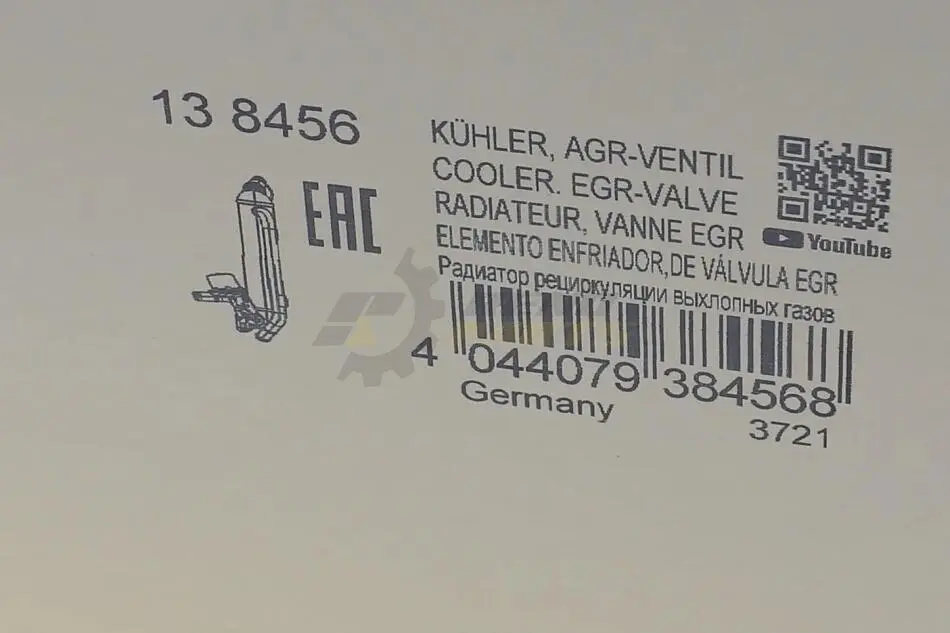 13 8456
EAC
KÜHLER, AGR-VENTIL
COOLER. EGR-VALVE
RADIATEUR, VANNE EGR
ELEMENTO ENFRIADOR,DE VÁLVULA EGR
Радиатор рециркуляции выхлопных газов
YouTube
4 044079 384568
Germany
3721